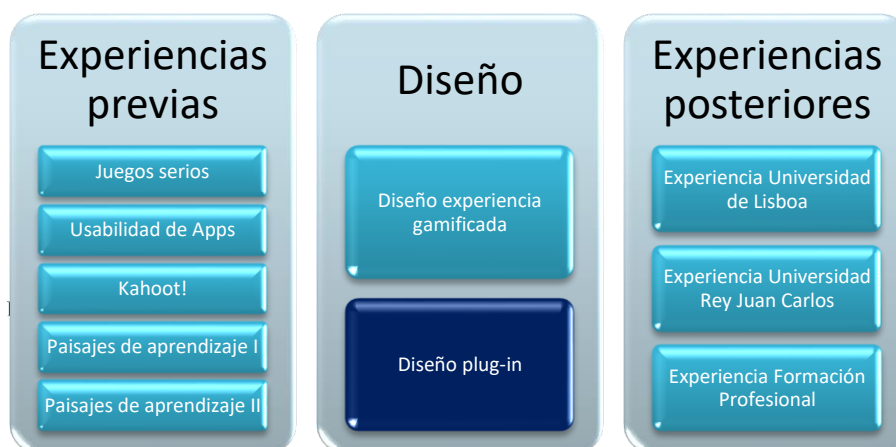 Experiencias
previas
Juegos serios
Usabilidad de Apps
Kahoot!
Paisajes de aprendizaje I
Paisajes de aprendizaje II
Diseño
Diseño experiencia
gamificada
Diseño plug-in
Experiencias
posteriores
Experiencia Universidad
de Lisboa
Experiencia Universidad
Rey Juan Carlos
Experiencia Formación
Profesional